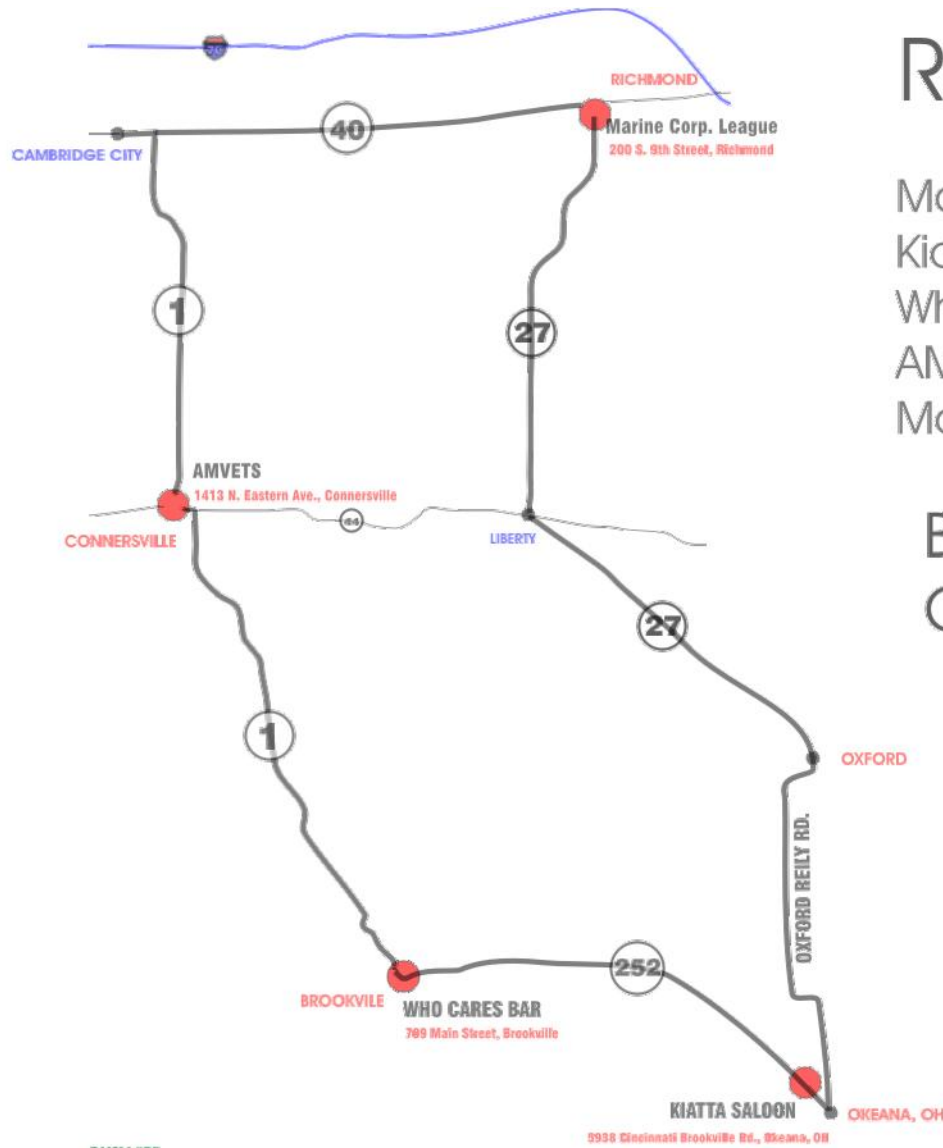 70
RICHMOND
40
Marine Corp. League
200 S. 9th Street, Richmond
CAMBRIDGE CITY
1
27
AMVETS
1413 N. Eastern Ave., Connersville
44
CONNERSVILLE
LIBERTY
27
1
OXFORD
OXFORD REILY RD.
252
BROOKVILE
WHO CARES BAR
709 Main Street, Brookville
KIATTA SALOON
OKEANA, OH
5938 Cincinnati Brookville Rd., Okeana, OH